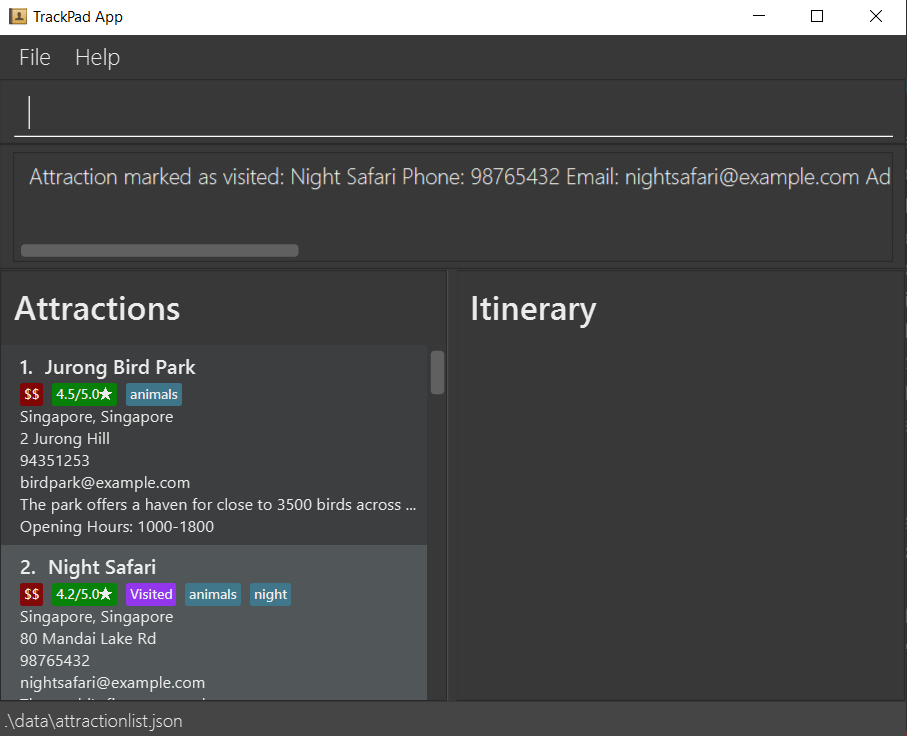 TrackPad App
File Help
Attraction marked as visited: Night Safari Phone: 98765432 Email: nightsafari@example.com Ad
Attractions
Itinerary
1. Jurong Bird Park
$$ 4.5/5.0★ animals
Singapore, Singapore
2 Jurong Hill
94351253
birdpark@example.com
The park offers a haven for close to 3500 birds across ...
Opening Hours: 1000-1800
2. Night Safari
$$ 4.2/5.0★ Visited animals night
Singapore, Singapore
80 Mandai Lake Rd
98765432
nightsafari@example.com
.\data\attractionlist.json